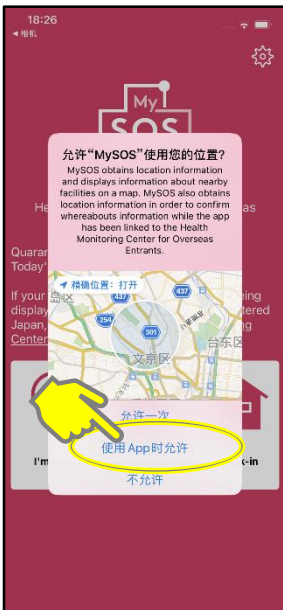 18:26
◀ 相机
My
SOS
允许“MySOS”使用您的位置?
MySOS obtains location information
and displays information about nearby
facilities on a map. MySOS also obtains
location information in order to confirm
whereabouts information while the app
has been linked to the Health
Monitoring Center for Overseas
Entrants.
He
as
Quaran
Today'
精确位置：打开
If your
eing
display
tered
Japan,
Center
437
437
254
301
文京区
台东区
允许一次
使用 App 时允许
不允许
I'm
k-in